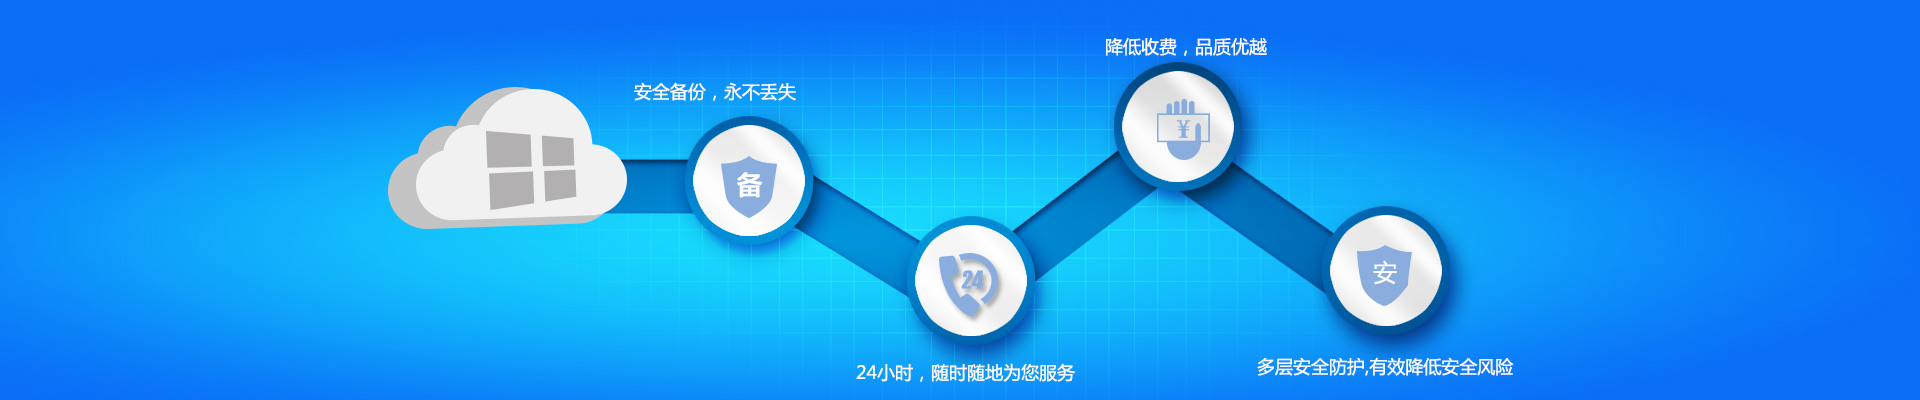 安全备份，永不丢失
备
24
24小时，随时随地为您服务
降低收费，品质优越
¥
安
多层安全防护,有效降低安全风险